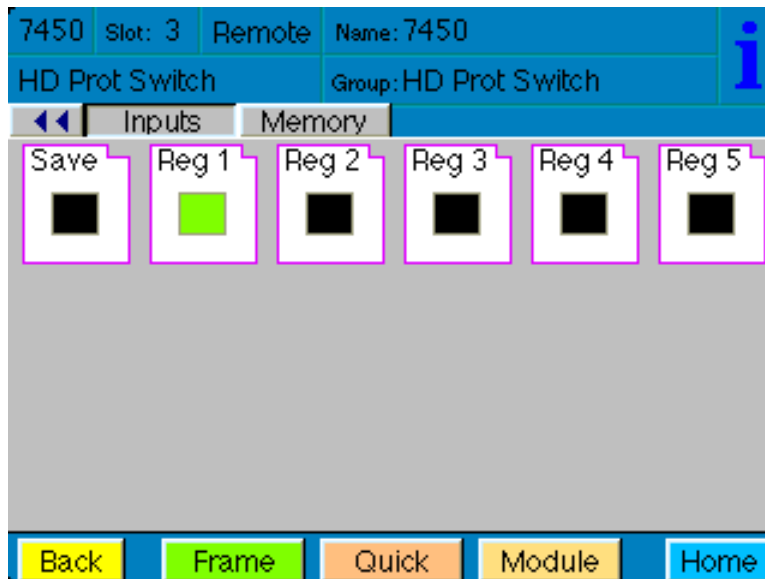 7450 Slot: 3 Remote Name: 7450
HD Prot Switch Group: HD Prot Switch
i
Inputs Memory
Save Reg 1 Reg 2 Reg 3 Reg 4 Reg 5
Back Frame Quick Module Home